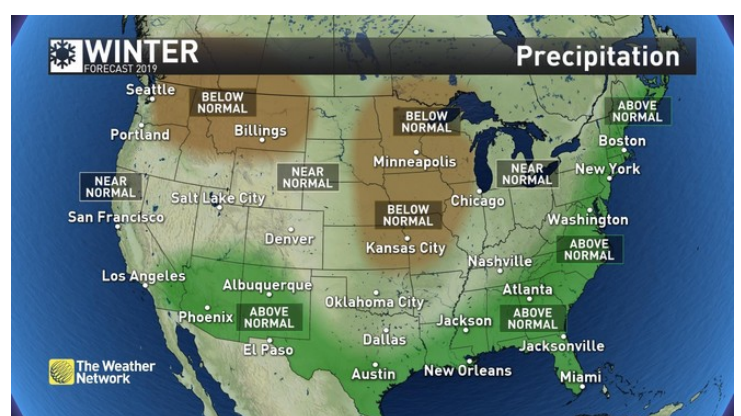 WINTER
FORECAST 2019
Precipitation
Seattle
BELOW
NORMAL
ABOVE
NORMAL
BELOW
NORMAL
Portland
Billings
Boston
Minneapolis
NEAR
NORMAL
NEAR
NORMAL
NEAR
NORMAL
New York
Salt Lake City
Chicago
San Francisco
BELOW
NORMAL
Washington
Denver
Kansas City
ABOVE
NORMAL
Nashville
Los Angeles
Albuquerque
Atlanta
Oklahoma City
Phoenix
ABOVE
NORMAL
Jackson
ABOVE
NORMAL
Dallas
El Paso
Jacksonville
The Weather
Network
Austin
New Orleans
Miami